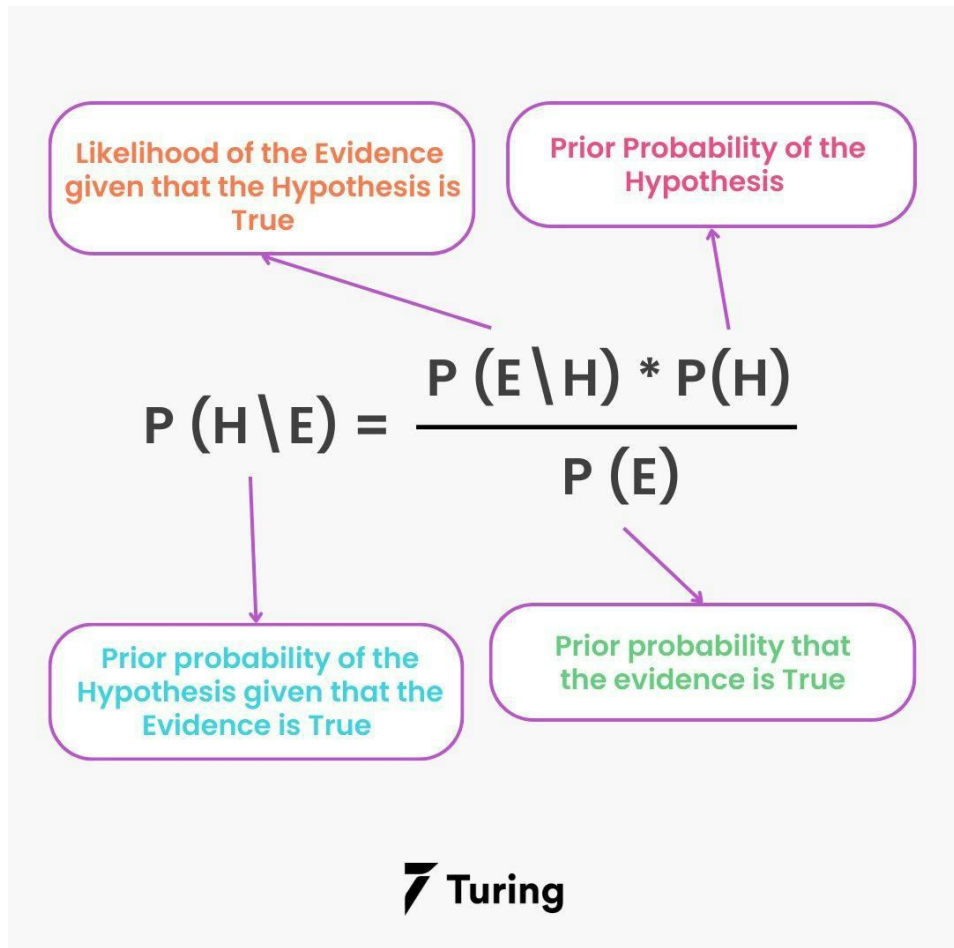 Likelihood of the Evidence
given that the Hypothesis is
True
Prior Probability of the
Hypothesis
P (E\H) * P(H)
P (H\E) =
P (E)
Prior probability of the
Hypothesis given that the
Evidence is True
Prior probability that
the evidence is True
Turing